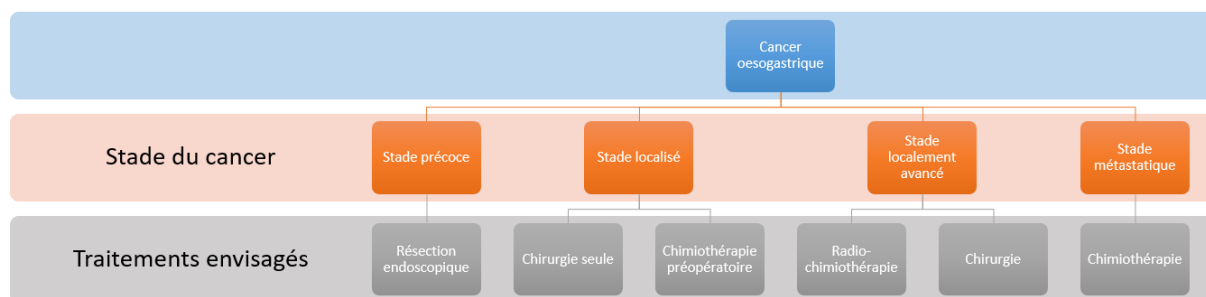 Cancer
oesogastrique
Stade du cancer
Stade précoce
Stade localisé
Stade
localement
avancé
Stade
métastatique
Traitements envisagés
Résection
endoscopique
Chirurgie seule
Chimiothérapie
préopératoire
Radio-
chimiothérapie
Chirurgie
Chimiothérapie